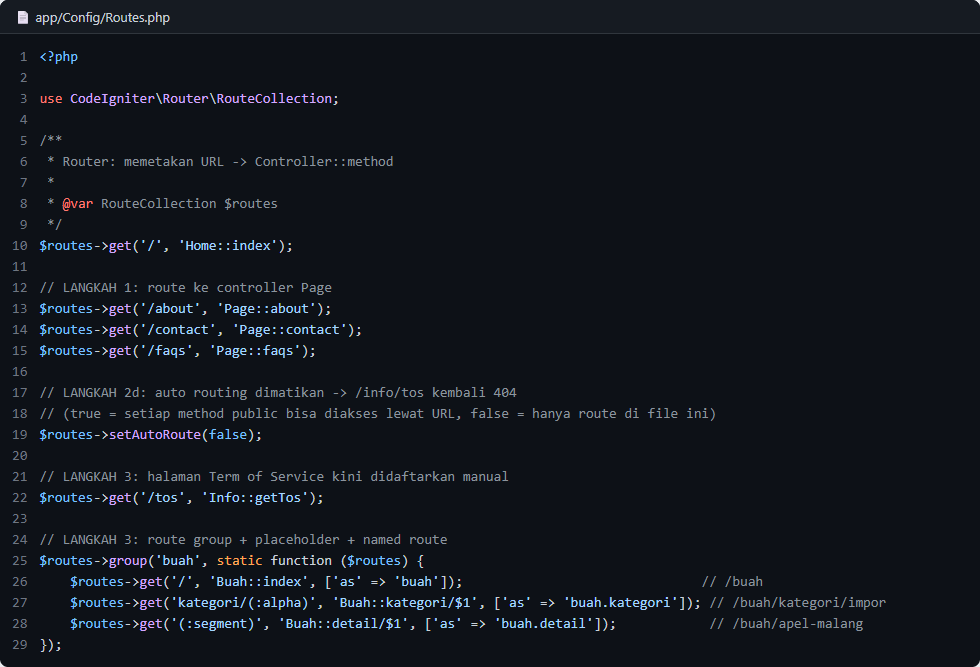 app/Config/Routes.php
1 <?php
2
3 use CodeIgniter\Router\RouteCollection;
4
5 /**
6  * Router: memetakan URL -> Controller::method
7  *
8  * @var RouteCollection $routes
9  */
10 $routes->get('/', 'Home::index');
11
12 // LANGKAH 1: route ke controller Page
13 $routes->get('/about', 'Page::about');
14 $routes->get('/contact', 'Page::contact');
15 $routes->get('/faqs', 'Page::faqs');
16
17 // LANGKAH 2d: auto routing dimatikan -> /info/tos kembali 404
18 // (true = setiap method public bisa diakses lewat URL, false = hanya route di file ini)
19 $routes->setAutoRoute(false);
20
21 // LANGKAH 3: halaman Term of Service kini didaftarkan manual
22 $routes->get('/tos', 'Info::getTos');
23
24 // LANGKAH 3: route group + placeholder + named route
25 $routes->group('buah', static function ($routes) {
26     $routes->get('/', 'Buah::index', ['as' => 'buah']);                               // /buah
27     $routes->get('kategori/(:alpha)', 'Buah::kategori/$1', ['as' => 'buah.kategori']); // /buah/kategori/impor
28     $routes->get('(:segment)', 'Buah::detail/$1', ['as' => 'buah.detail']);            // /buah/apel-malang
29 });